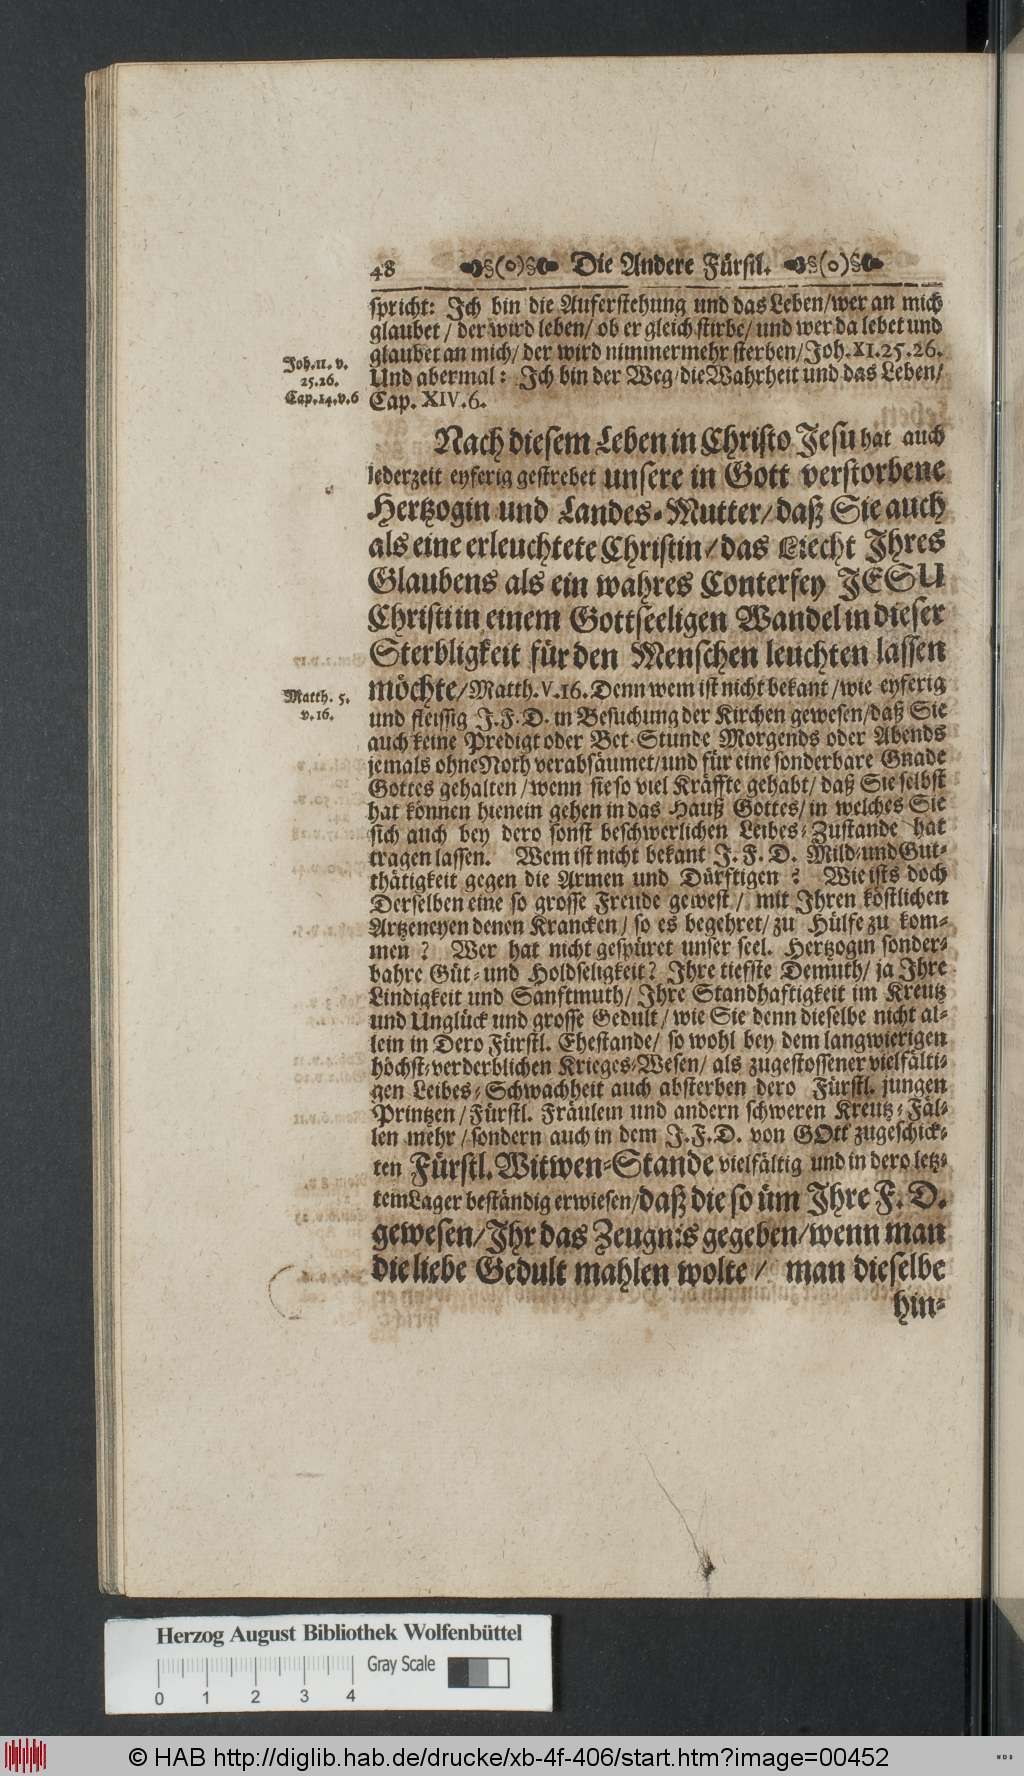 48 §(o)§ Die Andere Fürstl. §(o)§
spricht: Ich bin die Auferstehung und das Leben/wer an mich
glaubet / der wird leben/ ob er gleich stirbe/ und wer da lebet und
glaubet an mich/ der wird nimmermehr sterben/Joh.XI.25.26.
Und abermal: Ich bin der Weg/die Wahrheit und das Leben/
Cap. XIV.6.
Joh.11. v.
25.26.
Cap.14.v.6
Nach diesem Leben in Christo Jesu hat auch
jederzeit eyferig gestrebet unsere in Gott verstorbene
Hertzogin und Landes-Mutter/daß Sie auch
als eine erleuchtete Christin/das Liecht Ihres
Glaubens als ein wahres Conterfey JESU
Christi in einem Gottseeligen Wandel in dieser
Sterbligkeit für den Menschen leuchten lassen
möchte/Matth.V.16. Denn wem ist nicht bekant /wie eyferig
Matth. 5.
v.16.
und fleissig J.F.D. in Besuchung der Kirchen gewesen/daß Sie
auch keine Predigt oder Bet-Stunde Morgends oder Abends
jemals ohne Noth verabsäumet/und für eine sonderbare Gnade
Gottes gehalten /wenn sie so viel Kräffte gehabt/ daß Sie selbst
hat können hienein gehen in das Hauß Gottes/ in welches Sie
sich auch bey dero sonst beschwerlichen Leibes-Zustande hat
tragen lassen. Wem ist nicht bekant J. F. D. Mild-und Gut-
thätigkeit gegen die Armen und Dürftigen ? Wie ists doch
Derselben eine so grosse Freude gewest / mit Ihren köstlichen
Artzeneyen denen Krancken/ so es begehret/ zu Hülfe zu kom-
men ? Wer hat nicht gespüret unser seel. Hertzogin sonder-
bahre Güt- und Holdseligkeit? Ihre tiefste Demuth/ ja Ihre
Lindigkeit und Sanftmuth/ Ihre Standhaftigkeit im Kreutz
und Unglück und grosse Gedult / wie Sie denn dieselbe nicht al-
lein in Dero Fürstl. Ehestande/ so wohl bey dem langwierigen
höchst-verderblichen Krieges-Wesen/ als zugestossener vielfälti-
gen Leibes-Schwachheit auch absterben dero Fürstl. jungen
Printzen/Fürstl. Fräulein und andern schweren Kreutz-Fäl-
len mehr /sondern auch in dem J.F.D. von GOtt zugeschick-
ten Fürstl. Witwen-Stande vielfältig und in dero letz-
tem Lager beständig erwiesen/daß die so üm Ihre F. D.
gewesen/Ihr das Zeugnis gegeben/wenn man
die liebe Gedult mahlen wolte / man dieselbe
hin-
Herzog August Bibliothek Wolfenbüttel
Gray Scale
0 1 2 3 4
© HAB http://diglib.hab.de/drucke/xb-4f-406/start.htm?image=00452